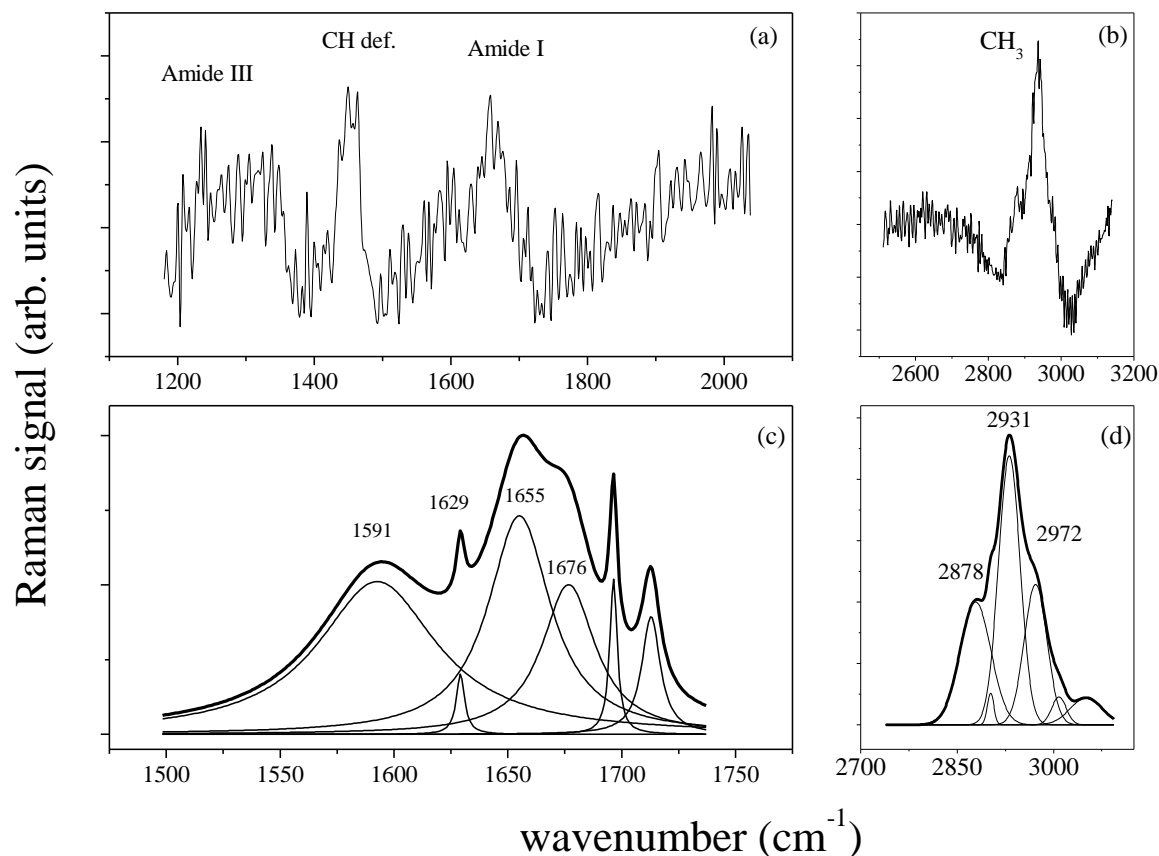 Raman signal (arb. units)
(a)
Amide III
CH def.
Amide I
1200 1400 1600 1800 2000
(b)
CH3
2600 2800 3000 3200
(c)
1591
1629
1655
1676
1500 1550 1600 1650 1700 1750
(d)
2931
2972
2878
2700 2850 3000
wavenumber (cm-1)